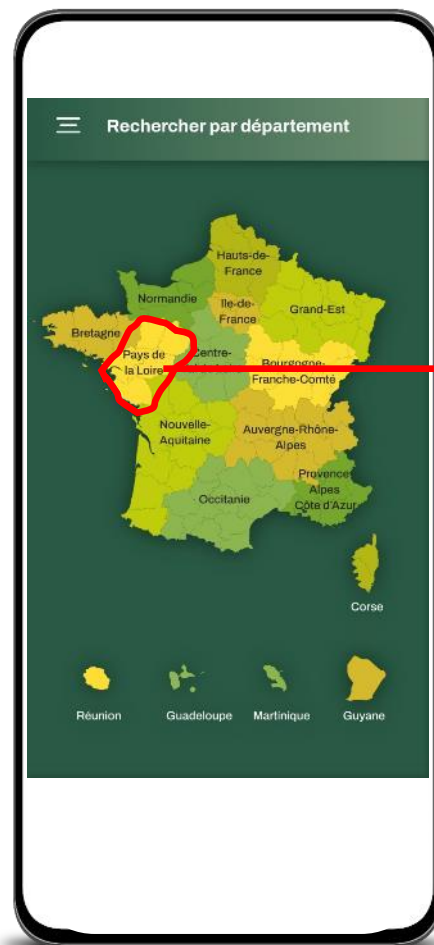 Rechercher par département
Hauts-de-
France
Normandie
Ile-de-
France
Grand-Est
Bretagne
Pays de
la Loire
Centre-
Bourgogne-
Franche-Comté
Nouvelle-
Aquitaine
Auvergne-Rhône-
Alpes
Provence
Alpes
Côte d'Azur
Occitanie
Corse
Réunion
Guadeloupe
Martinique
Guyane